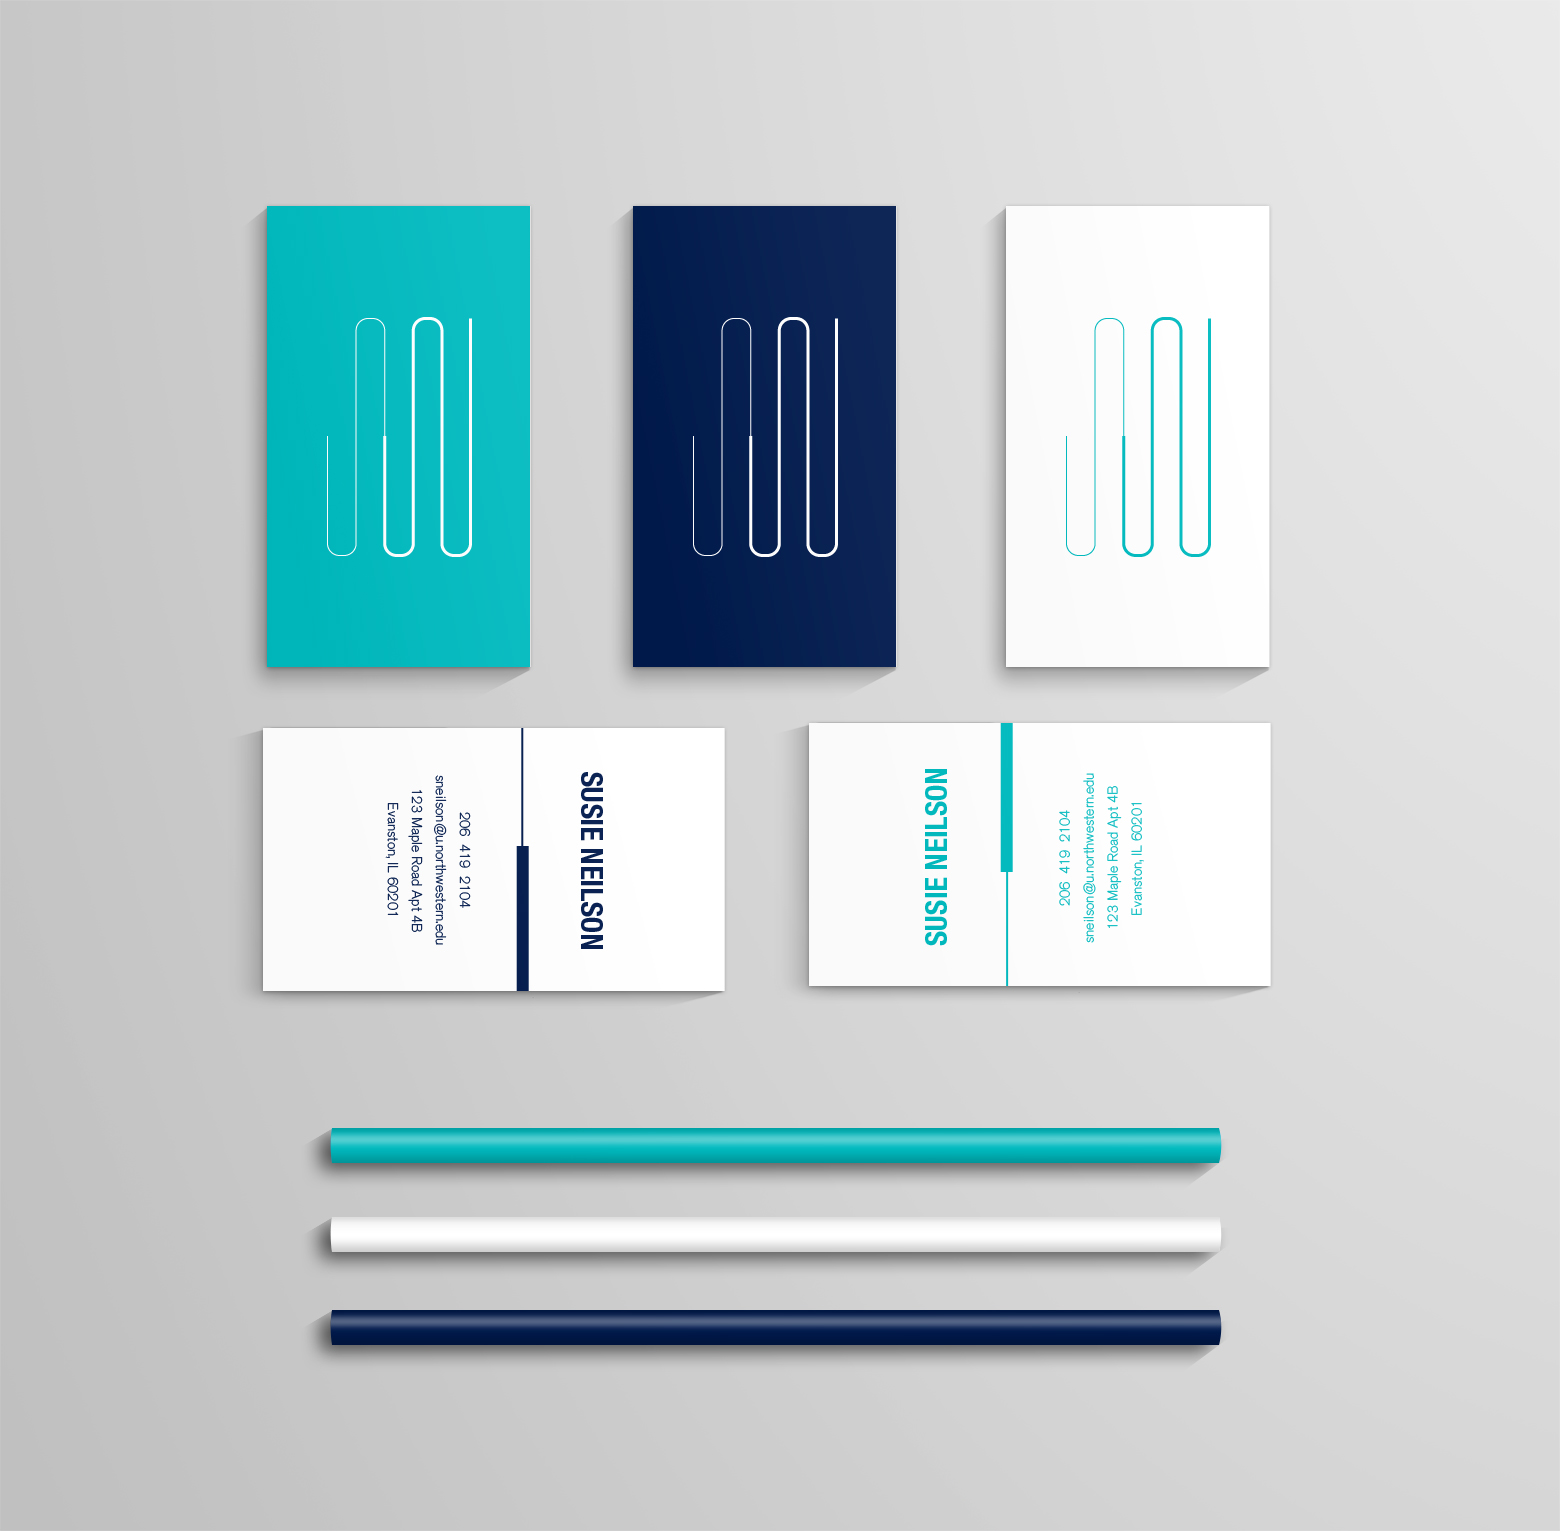 SUSIE NEILSON
206 419 2104
sneilson@u.northwestern.edu
123 Maple Road Apt 4B
Evanston, IL 60201
SUSIE NEILSON
206 419 2104
sneilson@u.northwestern.edu
123 Maple Road Apt 4B
Evanston, IL 60201